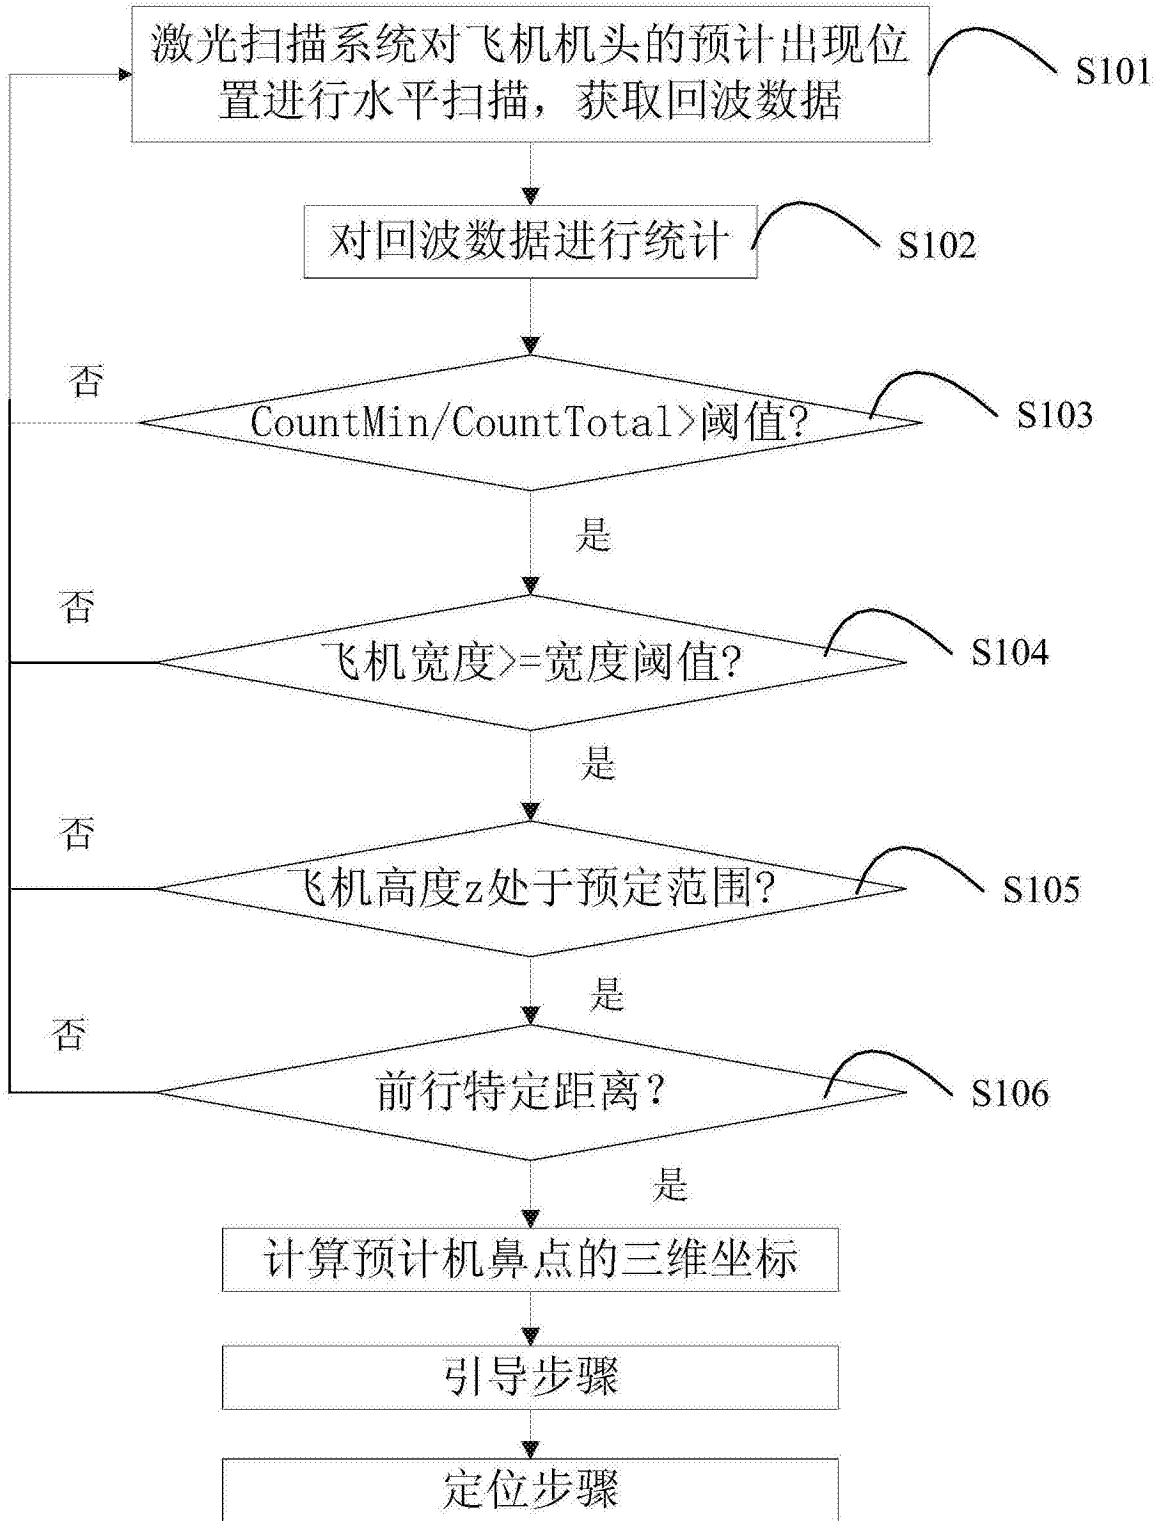 激光扫描系统对飞机机头的预计出现位
置进行水平扫描，获取回波数据
S101
对回波数据进行统计
S102
否
CountMin/CountTotal>阈值?
S103
是
否
飞机宽度>=宽度阈值?
S104
是
否
飞机高度z处于预定范围?
S105
是
否
前行特定距离？
S106
是
计算预计机鼻点的三维坐标
引导步骤
定位步骤